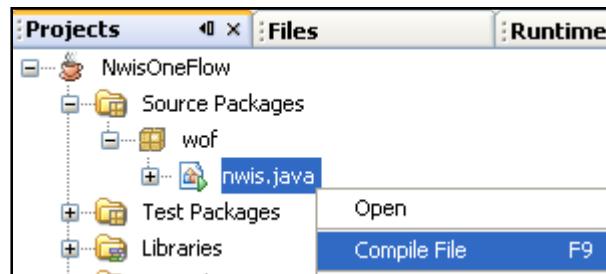 Projects Files Runtime
NwisOneFlow
Source Packages
wof
nwis.java
Test Packages Open
Libraries Compile File F9